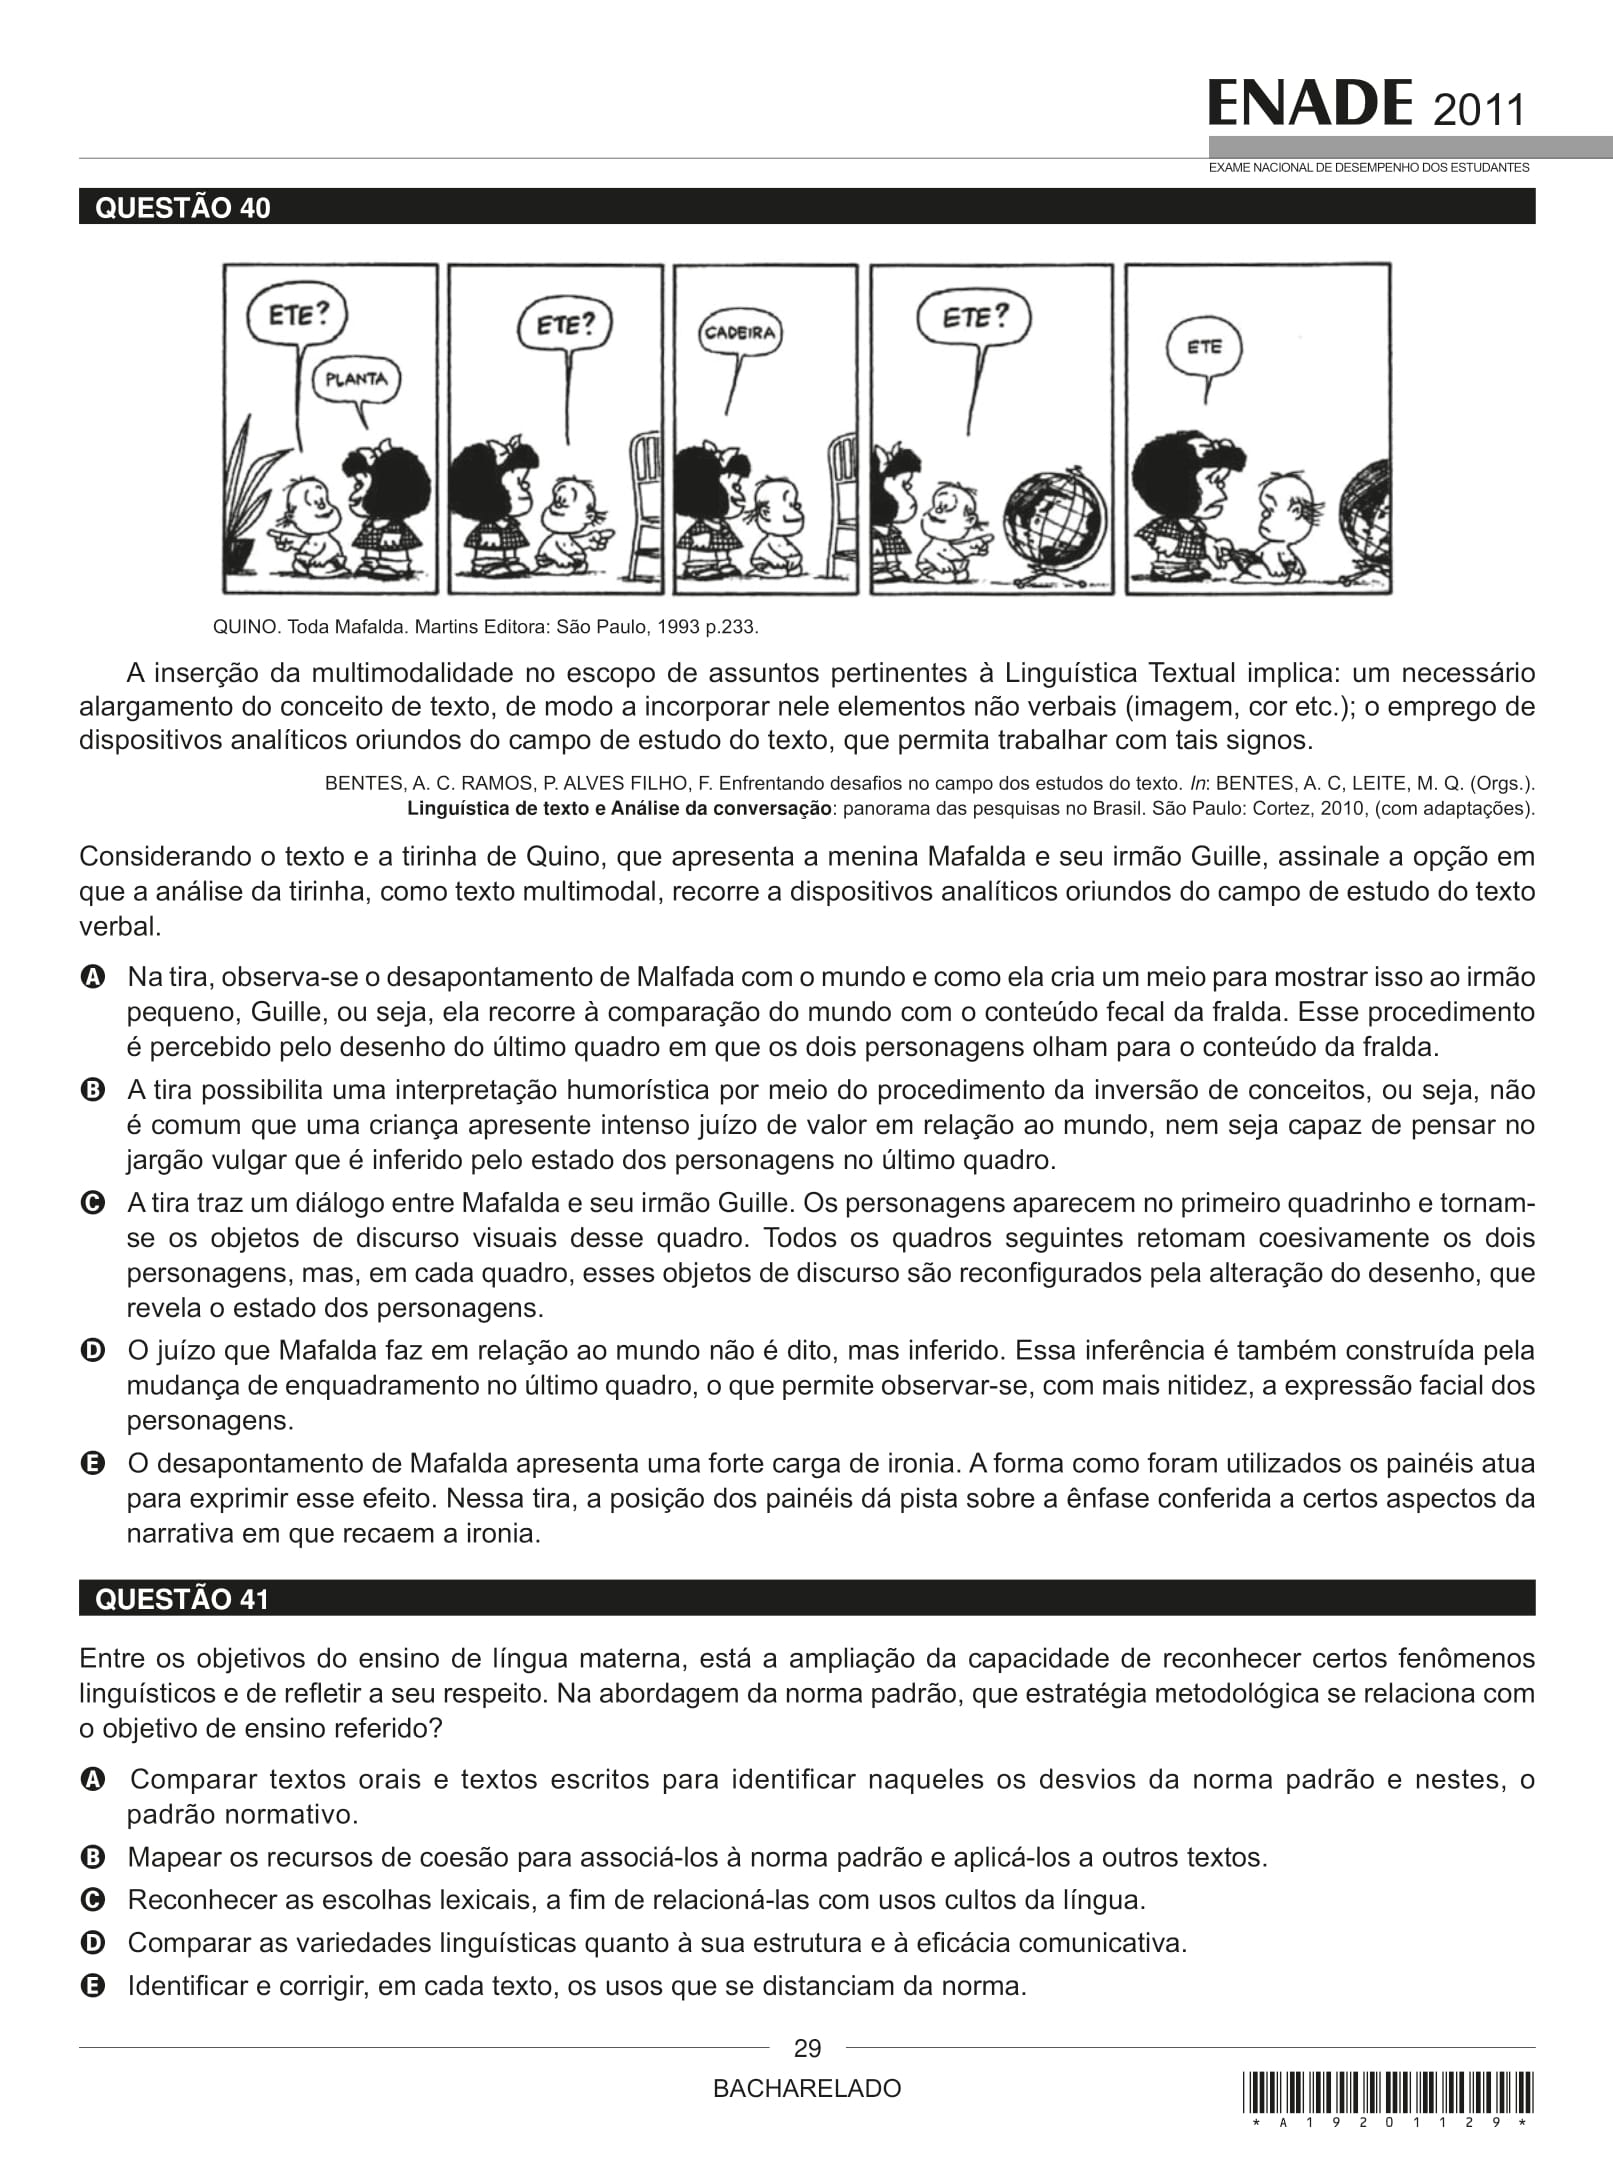 ENADE 2011
EXAME NACIONAL DE DESEMPENHO DOS ESTUDANTES
QUESTÃO 40
ETE?
PLANTA
ETE?
CADEIRA
ETE?
ETE
QUINO. Toda Mafalda. Martins Editora: São Paulo, 1993 p.233.
A inserção da multimodalidade no escopo de assuntos pertinentes à Linguística Textual implica: um necessário
alargamento do conceito de texto, de modo a incorporar nele elementos não verbais (imagem, cor etc.); o emprego de
dispositivos analíticos oriundos do campo de estudo do texto, que permita trabalhar com tais signos.
BENTES, A. C. RAMOS, P. ALVES FILHO, F. Enfrentando desafios no campo dos estudos do texto. In: BENTES, A. C, LEITE, M. Q. (Orgs.).
Linguística de texto e Análise da conversação: panorama das pesquisas no Brasil. São Paulo: Cortez, 2010, (com adaptações).
Considerando o texto e a tirinha de Quino, que apresenta a menina Mafalda e seu irmão Guille, assinale a opção em
que a análise da tirinha, como texto multimodal, recorre a dispositivos analíticos oriundos do campo de estudo do texto
verbal.
A Na tira, observa-se o desapontamento de Malfada com o mundo e como ela cria um meio para mostrar isso ao irmão
pequeno, Guille, ou seja, ela recorre à comparação do mundo com o conteúdo fecal da fralda. Esse procedimento
é percebido pelo desenho do último quadro em que os dois personagens olham para o conteúdo da fralda.
B A tira possibilita uma interpretação humorística por meio do procedimento da inversão de conceitos, ou seja, não
é comum que uma criança apresente intenso juízo de valor em relação ao mundo, nem seja capaz de pensar no
jargão vulgar que é inferido pelo estado dos personagens no último quadro.
C A tira traz um diálogo entre Mafalda e seu irmão Guille. Os personagens aparecem no primeiro quadrinho e tornam-
se os objetos de discurso visuais desse quadro. Todos os quadros seguintes retomam coesivamente os dois
personagens, mas, em cada quadro, esses objetos de discurso são reconfigurados pela alteração do desenho, que
revela o estado dos personagens.
D O juízo que Mafalda faz em relação ao mundo não é dito, mas inferido. Essa inferência é também construída pela
mudança de enquadramento no último quadro, o que permite observar-se, com mais nitidez, a expressão facial dos
personagens.
E O desapontamento de Mafalda apresenta uma forte carga de ironia. A forma como foram utilizados os painéis atua
para exprimir esse efeito. Nessa tira, a posição dos painéis dá pista sobre a ênfase conferida a certos aspectos da
narrativa em que recaem a ironia.
QUESTÃO 41
Entre os objetivos do ensino de língua materna, está a ampliação da capacidade de reconhecer certos fenômenos
linguísticos e de refletir a seu respeito. Na abordagem da norma padrão, que estratégia metodológica se relaciona com
o objetivo de ensino referido?
A Comparar textos orais e textos escritos para identificar naqueles os desvios da norma padrão e nestes, o
padrão normativo.
B Mapear os recursos de coesão para associá-los à norma padrão e aplicá-los a outros textos.
C Reconhecer as escolhas lexicais, a fim de relacioná-las com usos cultos da língua.
D Comparar as variedades linguísticas quanto à sua estrutura e à eficácia comunicativa.
E Identificar e corrigir, em cada texto, os usos que se distanciam da norma.
29
BACHARELADO
* A 1 9 2 0 1 1 2 9 *